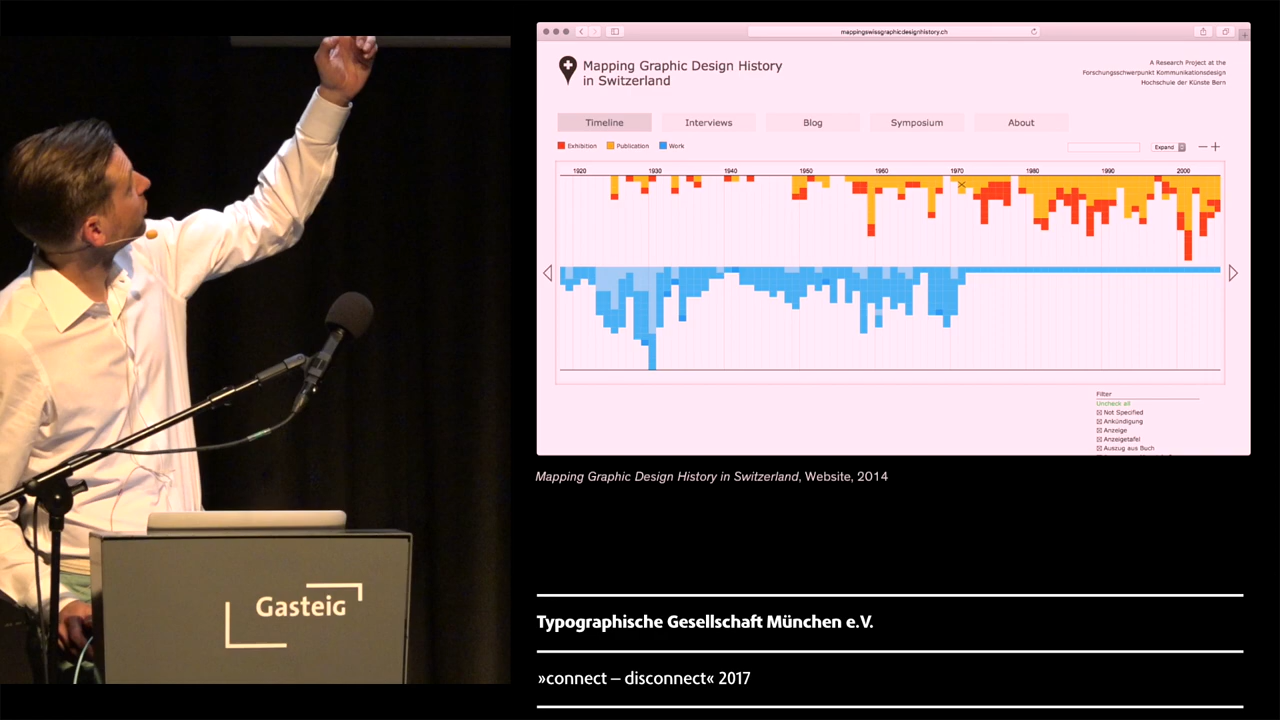 Gasteig
mappingswissgraphicdesignhistory.ch
Mapping Graphic Design History
in Switzerland
A Research Project at the
Forschungsschwerpunkt Kommunikationsdesign
Hochschule der Künste Bern
Timeline
Interviews
Blog
Symposium
About
Exhibition
Publication
Work
Expand
1920 1930 1940 1950 1960 1970 1980 1990 2000
Filter
Uncheck all
Not Specified
Ankündigung
Anzeige
Anzeigetafel
Auszug aus Buch
Mapping Graphic Design History in Switzerland, Website, 2014
Typographische Gesellschaft München e.V.
»connect – disconnect« 2017